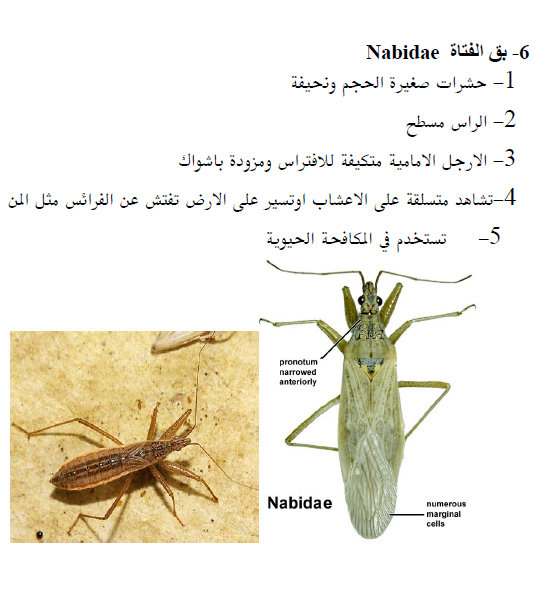 6- بق الفتاة Nabidae
1- حشرات صغيرة الحجم ونحيفة
2- الراس مسطح
3- الارجل الامامية متكيفة للافتراس ومزودة باشواك
4-تشاهد متسلقة على الاعشاب اوتسير على الارض تفتش عن الفرائس مثل المن
5- تستخدم في المكافحة الحيوية
pronotum
narrowed
anteriorly
Nabidae
numerous
marginal
cells